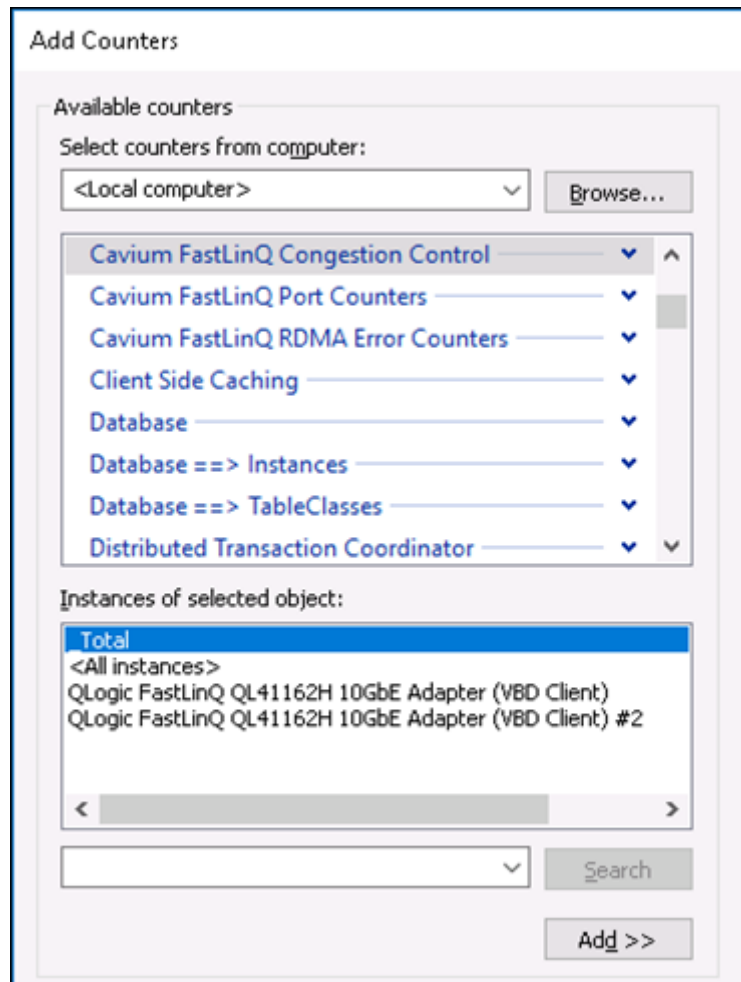 Add Counters
Available counters
Select counters from computer:
<Local computer>
Browse...
Cavium FastLinQ Congestion Control
Cavium FastLinQ Port Counters
Cavium FastLinQ RDMA Error Counters
Client Side Caching
Database
Database ==> Instances
Database ==> TableClasses
Distributed Transaction Coordinator
Instances of selected object:
_Total
<All instances>
QLogic FastLinQ QL41162H 10GbE Adapter (VBD Client)
QLogic FastLinQ QL41162H 10GbE Adapter (VBD Client) #2
Search
Add >>